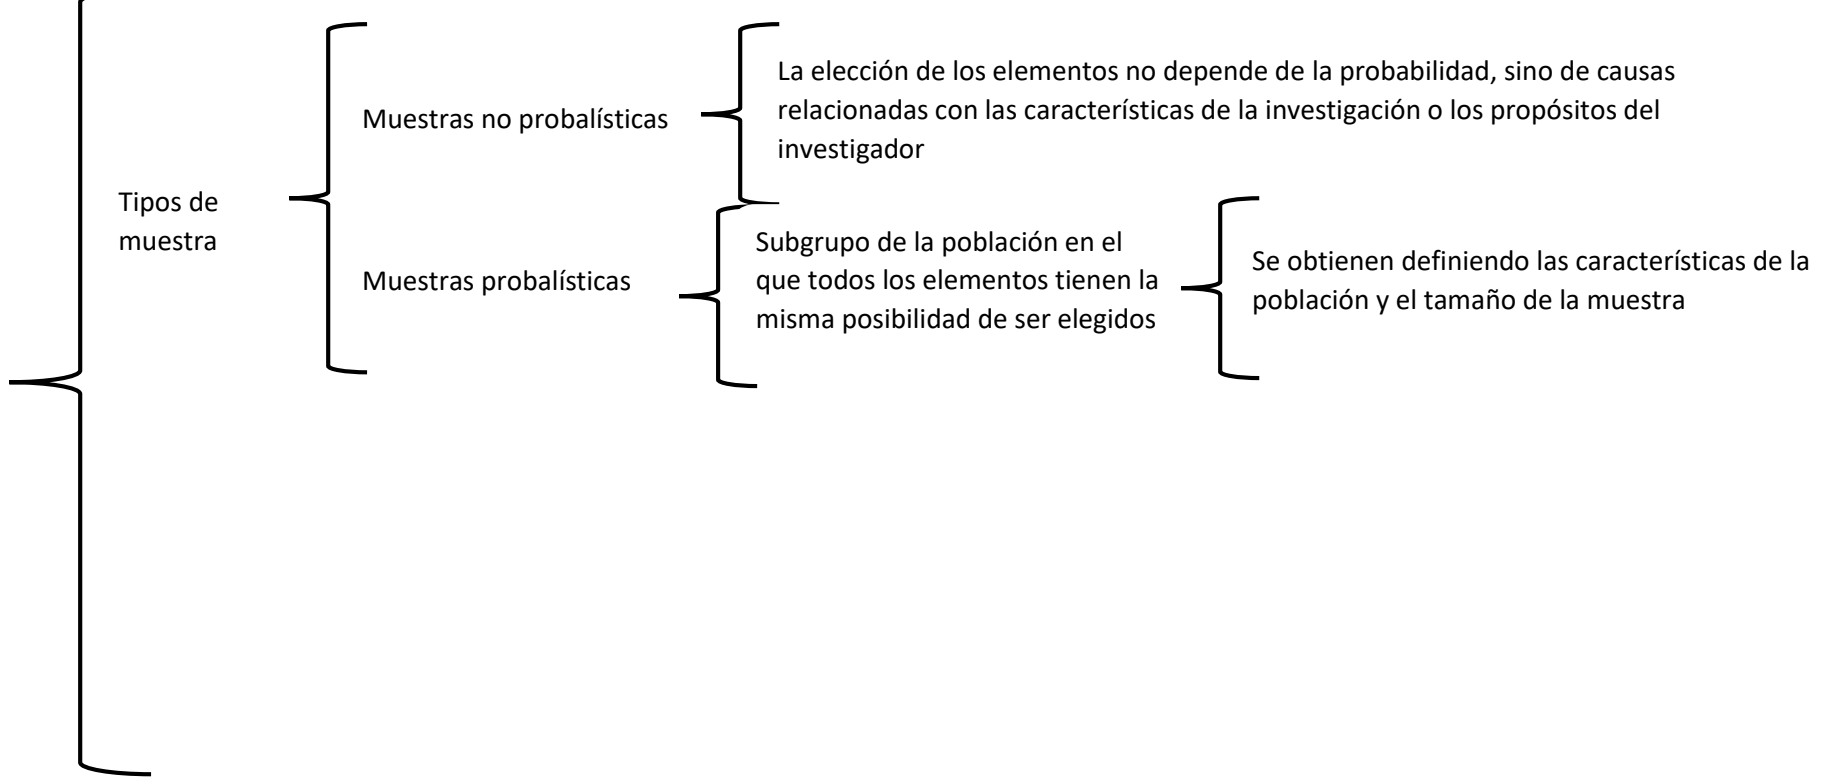 Tipos de
muestra
Muestras no probalísticas
La elección de los elementos no depende de la probabilidad, sino de causas
relacionadas con las características de la investigación o los propósitos del
investigador
Muestras probalísticas
Subgrupo de la población en el
que todos los elementos tienen la
misma posibilidad de ser elegidos
Se obtienen definiendo las características de la
población y el tamaño de la muestra